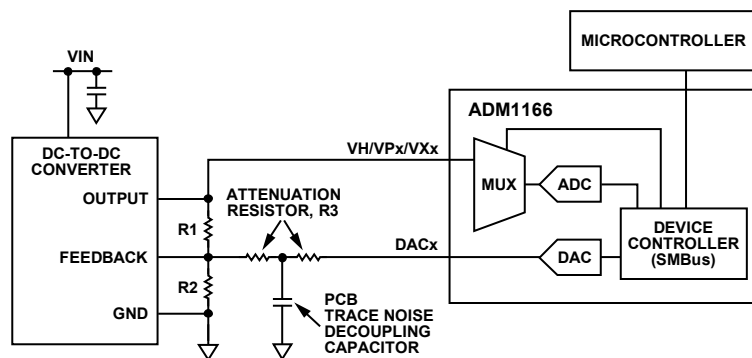 MICROCONTROLLER
VIN
ADM1166
DC-TO-DC
CONVERTER
VH/VPx/VXx
MUX
ADC
OUTPUT
ATTENUATION
RESISTOR, R3
R1
DEVICE
CONTROLLER
(SMBus)
FEEDBACK
DACx
DAC
R2
PCB
TRACE NOISE
DECOUPLING
CAPACITOR
GND